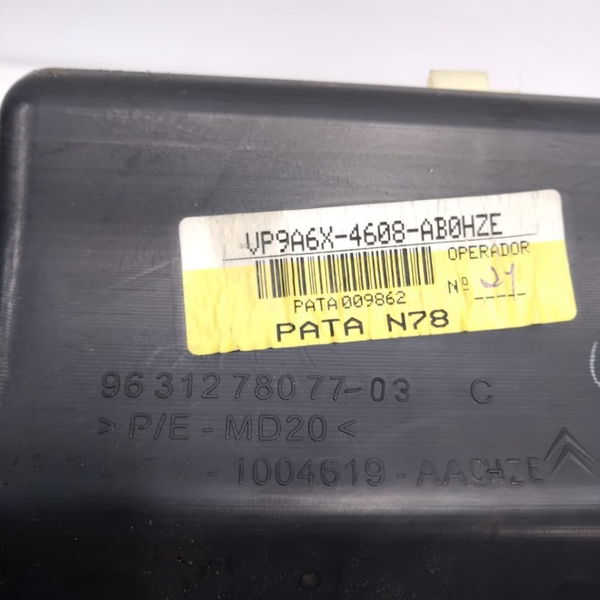 VP9A6X-4608-AB0HZE
OPERADOR
Nº 21
PATA009862
PATA N78
96 312 780 77-03 C
>P/E-MD20<
-1004619-AACHZE